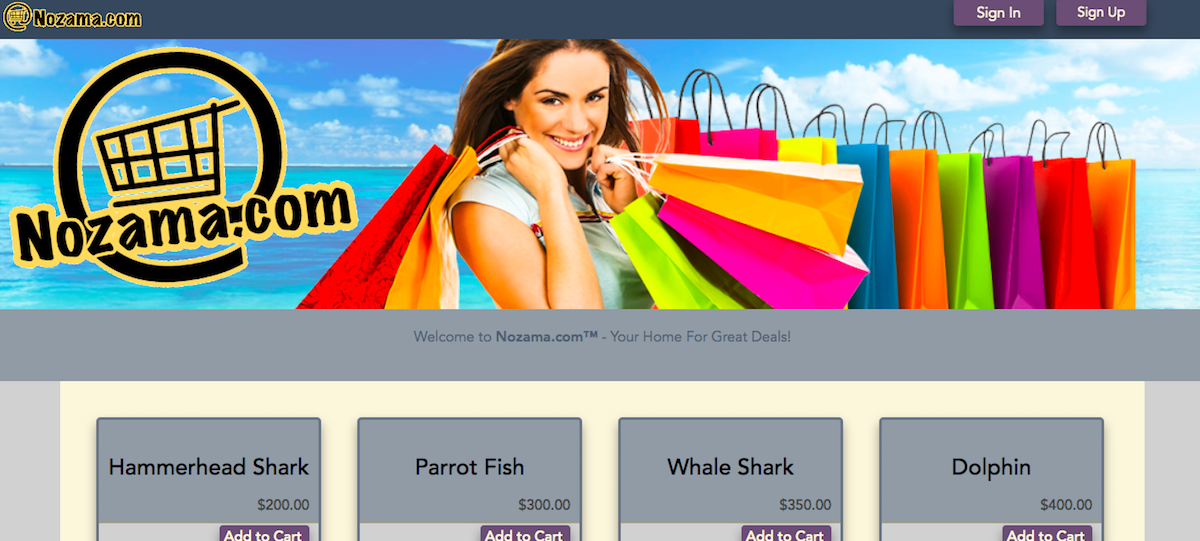 Nozama.com
Sign In
Sign Up
Nozama.com
Welcome to Nozama.com™ - Your Home For Great Deals!
Hammerhead Shark
$200.00
Add to Cart
Parrot Fish
$300.00
Add to Cart
Whale Shark
$350.00
Add to Cart
Dolphin
$400.00
Add to Cart